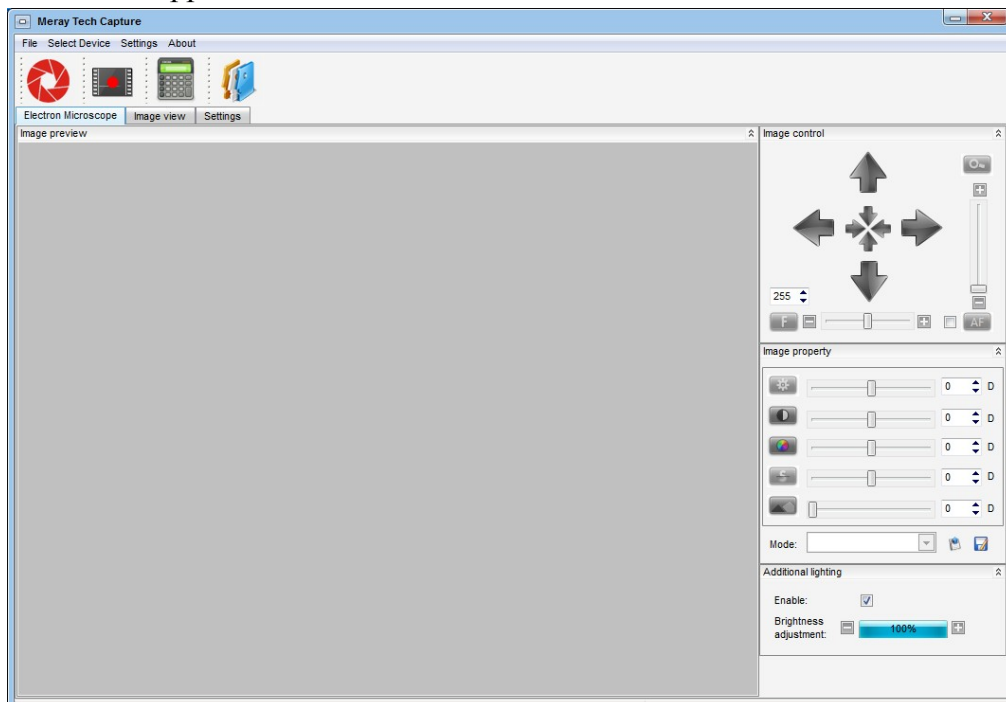 Meray Tech Capture
File Select Device Settings About
Electron Microscope Image view Settings
Image preview
Image control
255
F
AF
Image property
0 D
0 D
0 D
S 0 D
0 D
Mode:
Additional lighting
Enable:
Brightness
adjustment:
100%